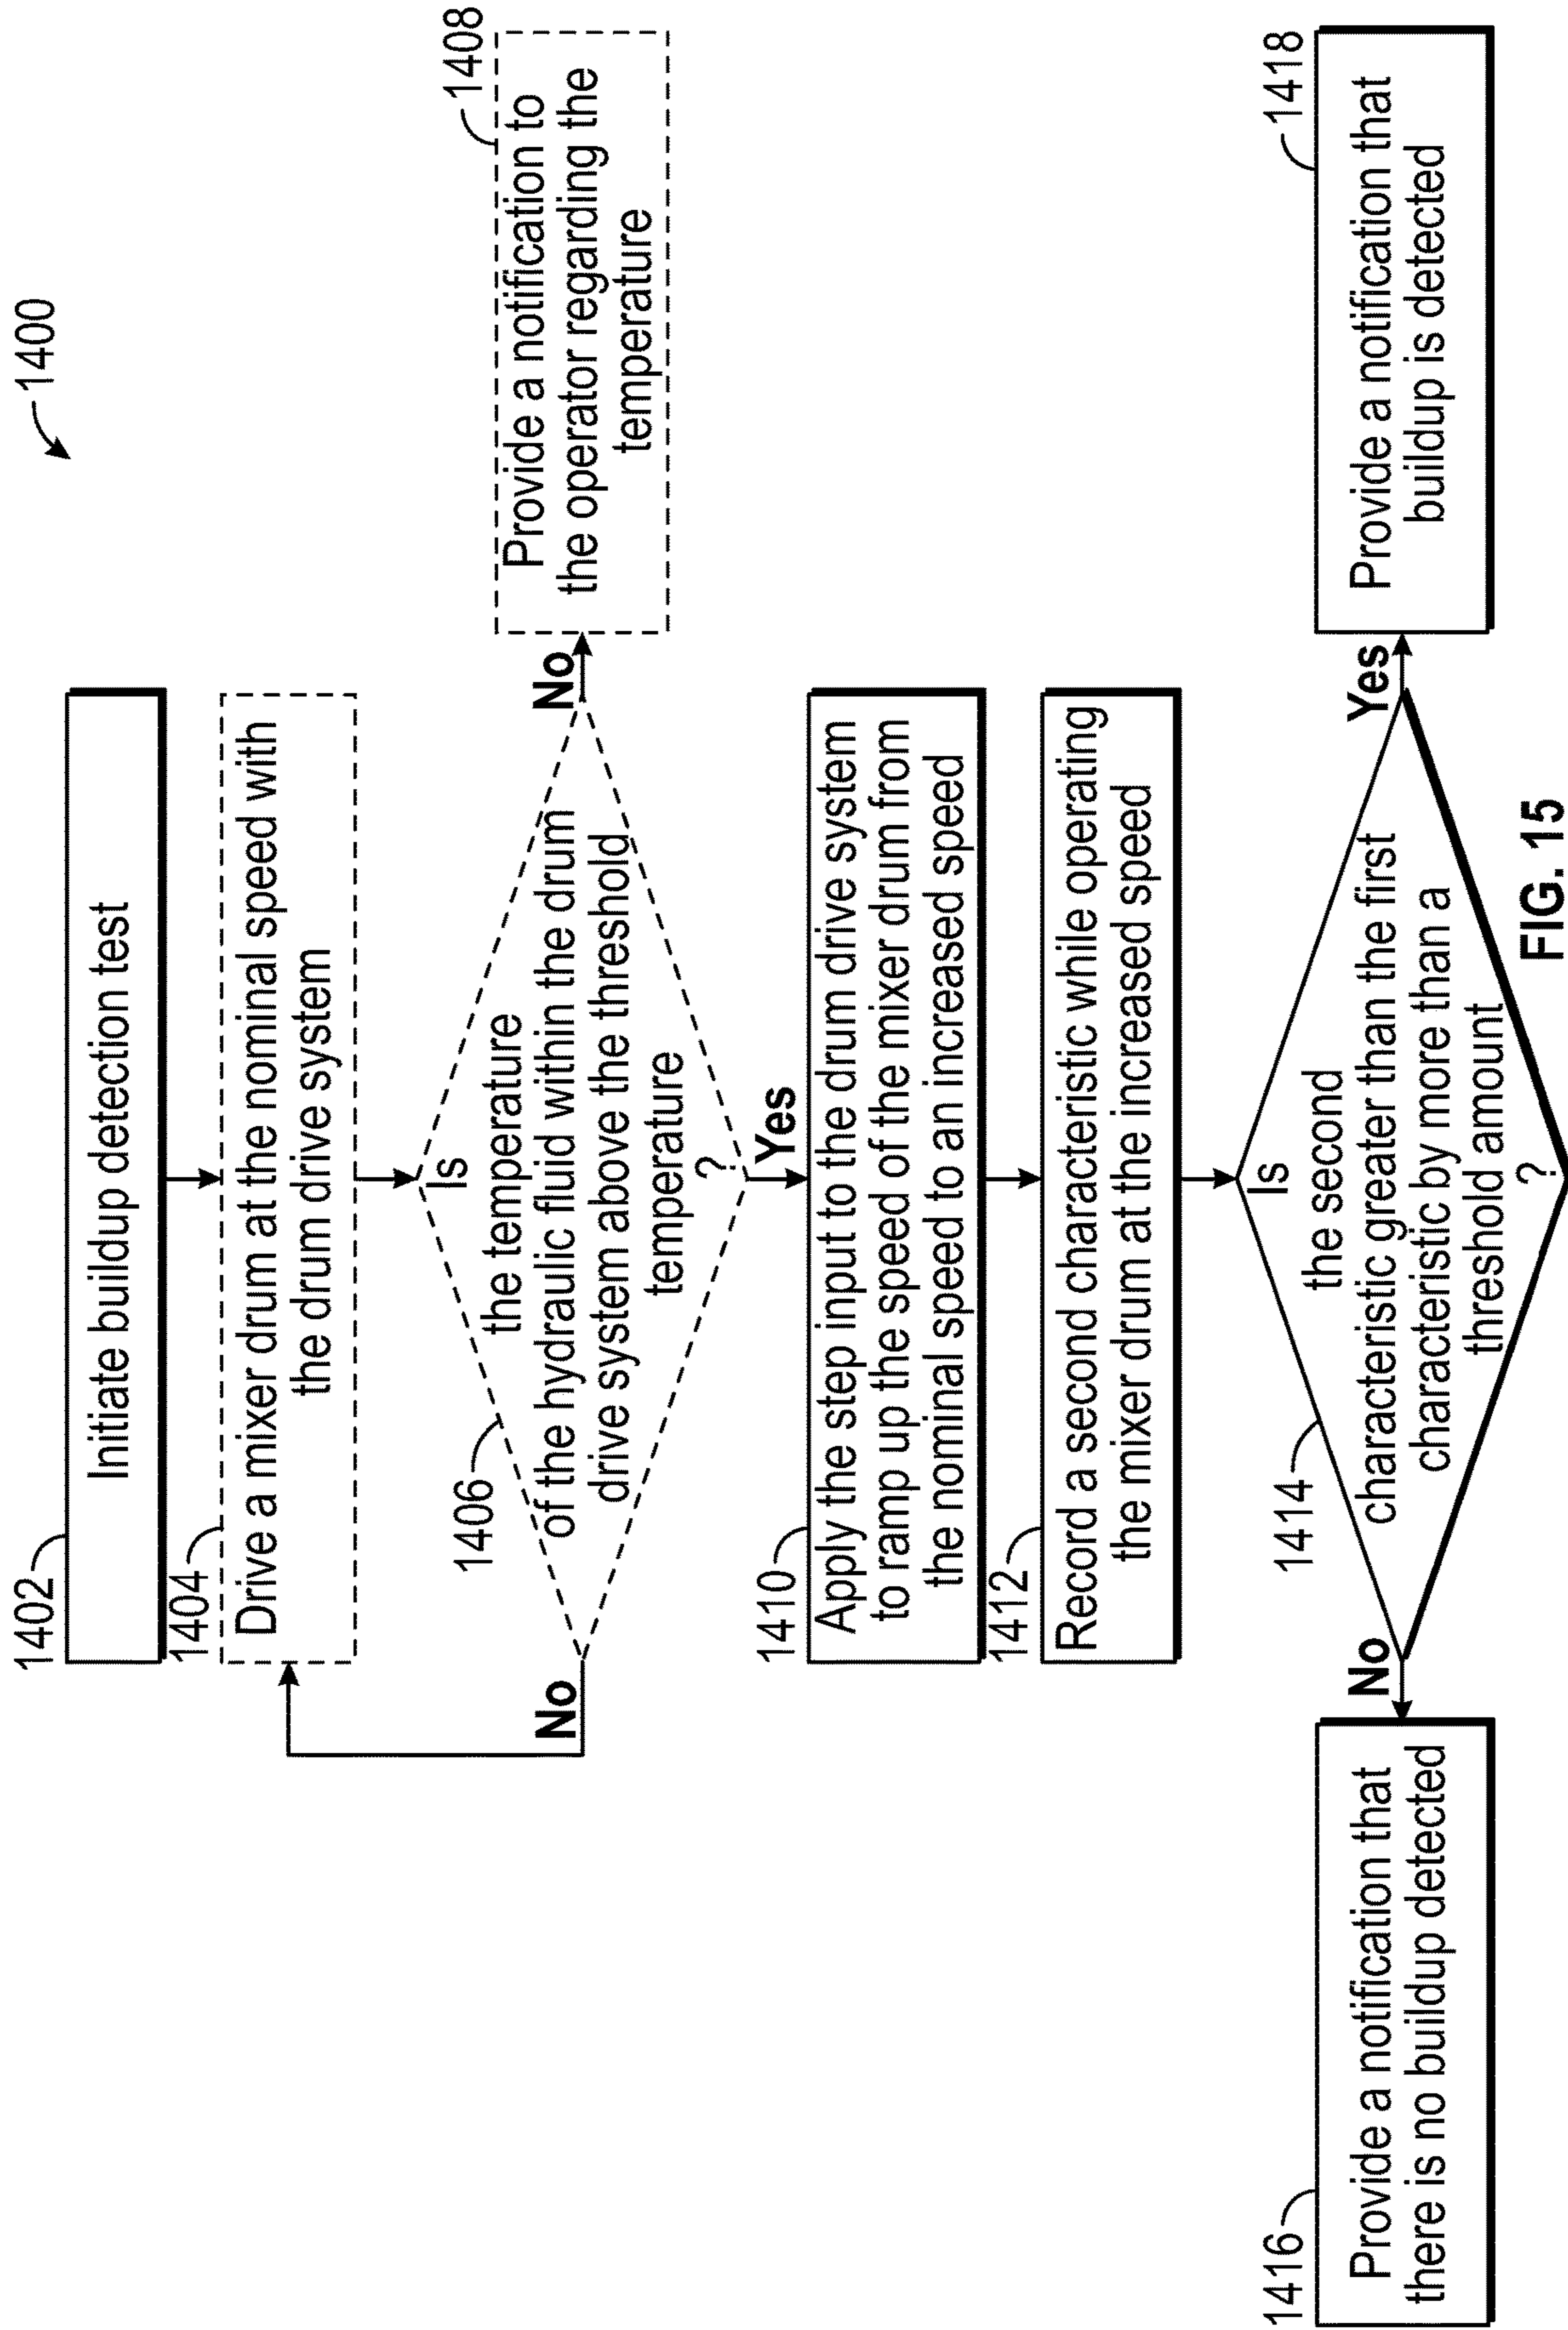 1400
1402
Initiate buildup detection test
1404
Drive a mixer drum at the nominal speed with
the drum drive system
1406
Is
the temperature
of the hydraulic fluid within the drum
drive system above the threshold
temperature
?
No
No
1408
Provide a notification to
the operator regarding the
temperature
Yes
1410
Apply the step input to the drum drive system
to ramp up the speed of the mixer drum from
the nominal speed to an increased speed
1412
Record a second characteristic while operating
the mixer drum at the increased speed
1414
Is
the second
characteristic greater than the first
characteristic by more than a
threshold amount
?
No
1416
Provide a notification that
there is no buildup detected
Yes
1418
Provide a notification that
buildup is detected
FIG. 15